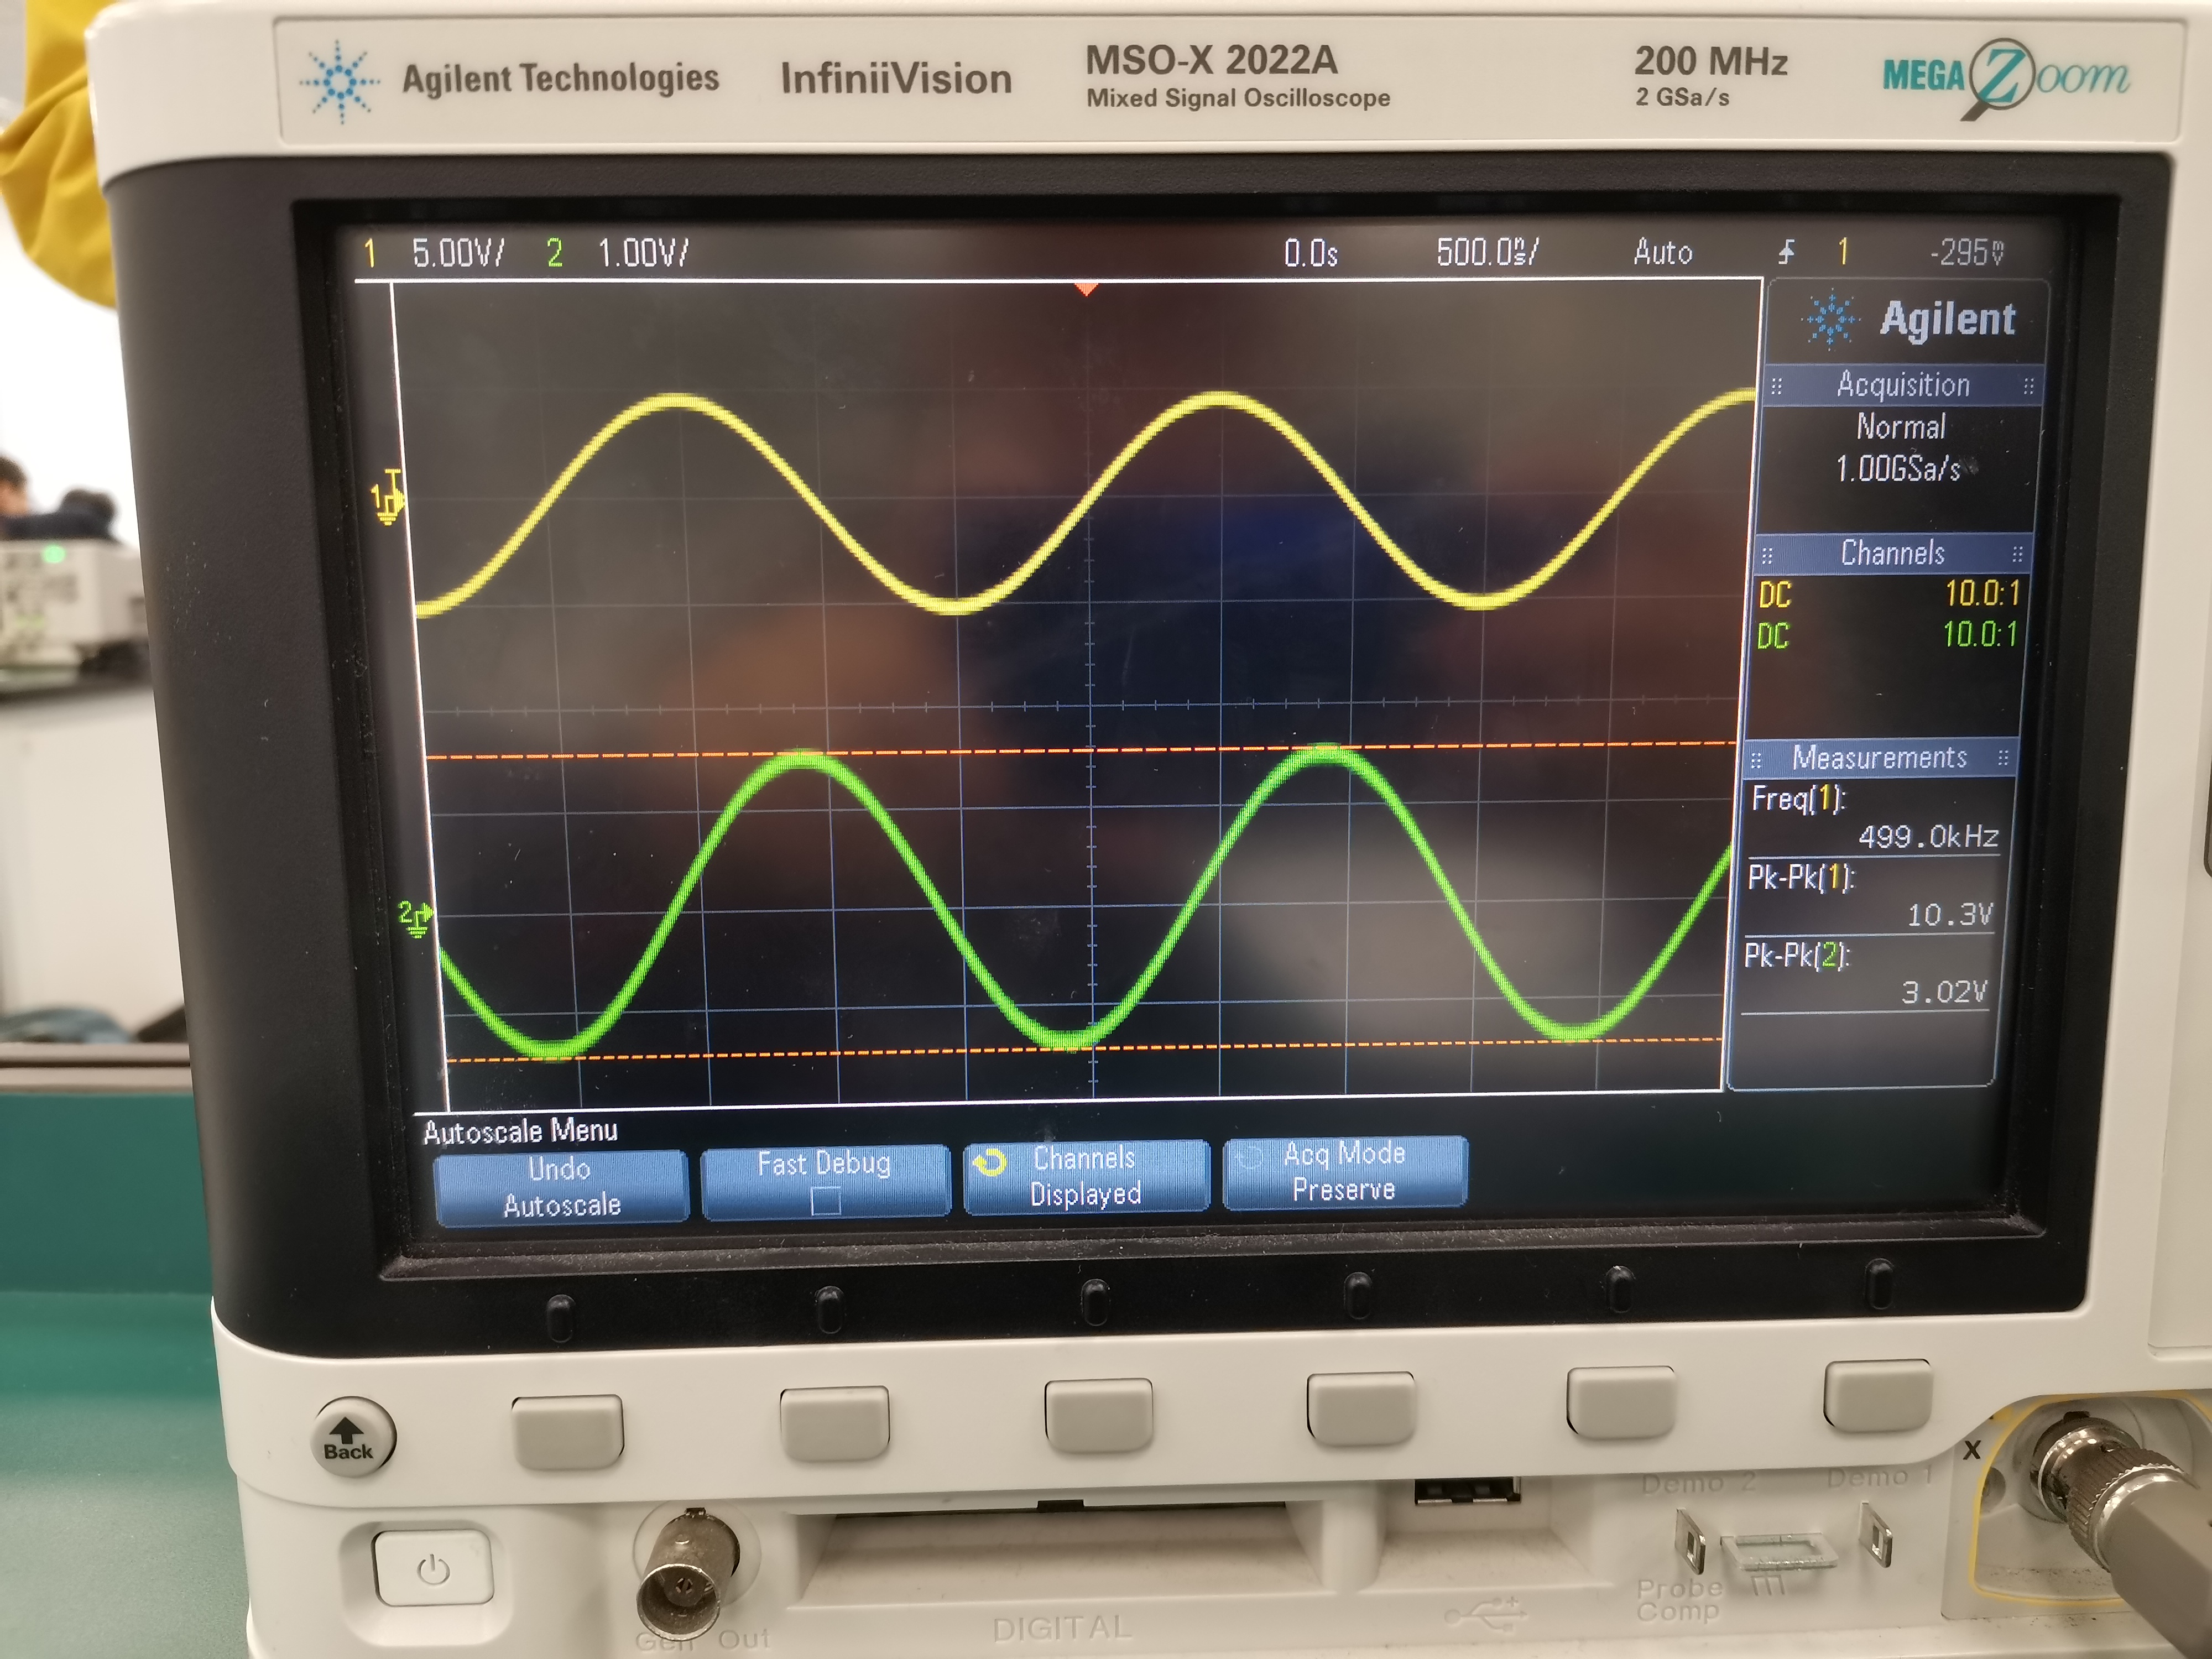 Agilent Technologies InfiniiVision MSO-X 2022A 200 MHz MEGA Zoom
Mixed Signal Oscilloscope 2 GSa/s
1 5.00V/ 2 1.00V/ 0.0s 500.0ns/ Auto 1 -295mV
Agilent
Acquisition
Normal
1.00GSa/s
Channels
DC 10.0:1
DC 10.0:1
Measurements
Freq(1):
499.0kHz
Pk-Pk(1):
10.3V
Pk-Pk(2):
3.02V
T
1
2
Autoscale Menu
Undo
Autoscale
Fast Debug
Channels
Displayed
Acq Mode
Preserve
Back
X
Demo 2 Demo 1
Probe
Comp
Gen Out
DIGITAL